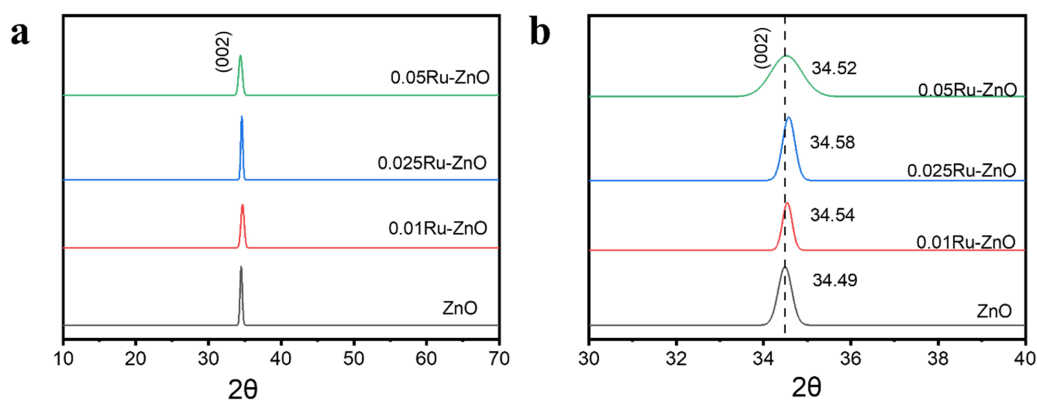 a
(002)
0.05Ru-ZnO
0.025Ru-ZnO
0.01Ru-ZnO
ZnO
10 20 30 40 50 60 70
2θ
b
(002)
34.52
0.05Ru-ZnO
34.58
0.025Ru-ZnO
34.54
0.01Ru-ZnO
34.49
ZnO
30 32 34 36 38 40
2θ